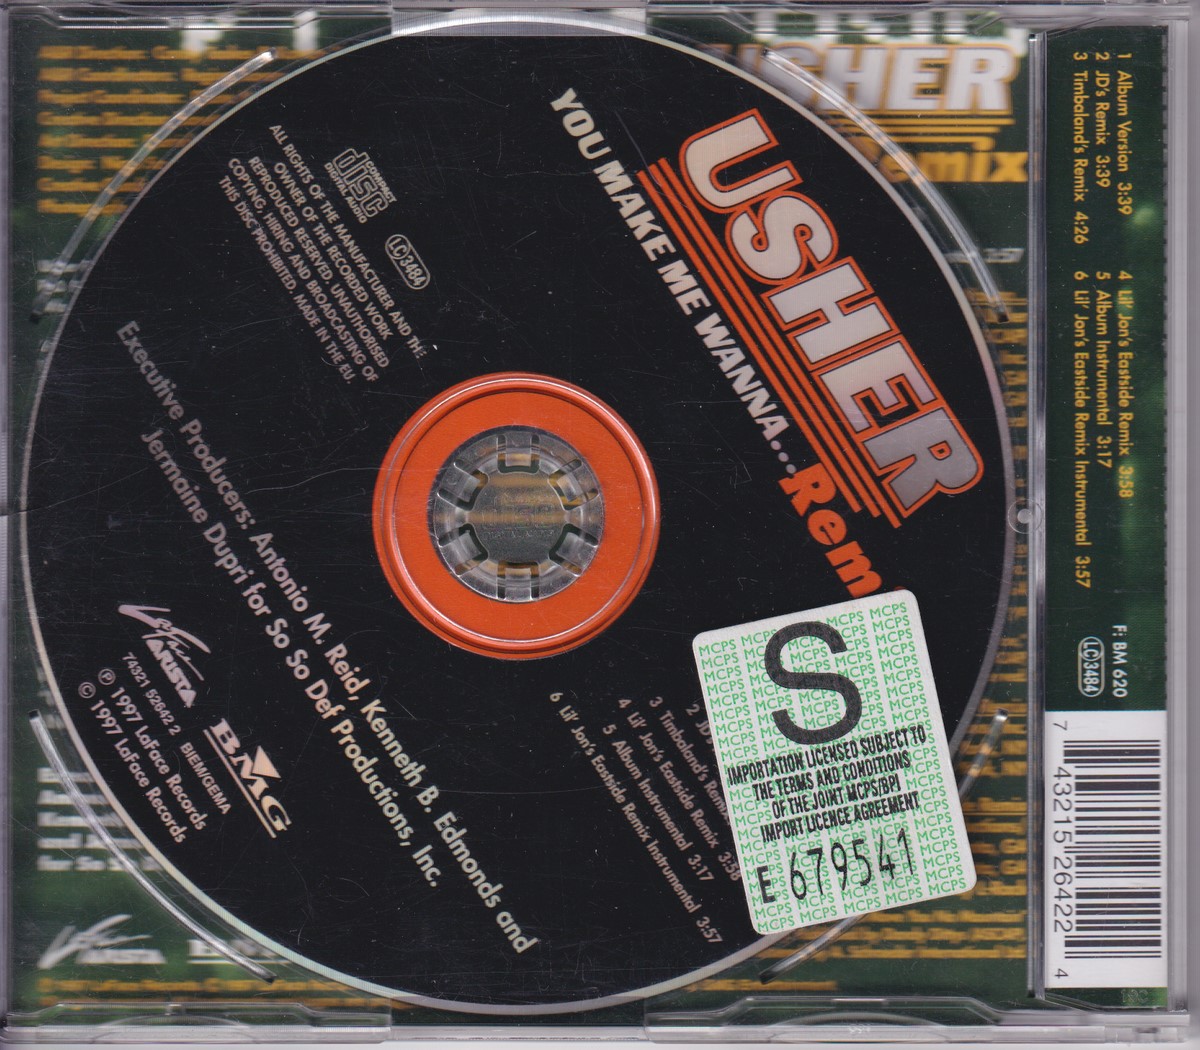 USHER
YOU MAKE ME WANNA... Rem
COMPACT
disc
DIGITAL AUDIO
LC 3484
ALL RIGHTS OF THE MANUFACTURER AND THE
OWNER OF THE RECORDED WORK
REPRODUCED RESERVED. UNAUTHORISED
COPYING, HIRING AND BROADCASTING OF
THIS DISC PROHIBITED. MADE IN THE EU.
Executive Producers: Antonio M. Reid, Kenneth B. Edmonds and
Jermaine Dupri for So So Def Productions, Inc.
LaFace
ARISTA
BMG
74321 52642 2 BIEM/GEMA
℗ 1997 LaFace Records
© 1997 LaFace Records
2
3 Timbaland's Remix
4 Lil' Jon's Eastside Remix 3:58
5 Album Instrumental 3:17
6 Lil' Jon's Eastside Remix Instrumental 3:57
S
IMPORTATION LICENSED SUBJECT TO
THE TERMS AND CONDITIONS
OF THE JOINT MCPS/BPI
IMPORT LICENCE AGREEMENT
E 679541
USHER
Remix
1 Album Version 3:39
2 JD's Remix 3:39
3 Timbaland's Remix 4:26
4 Lil' Jon's Eastside Remix 3:58
5 Album Instrumental 3:17
6 Lil' Jon's Eastside Remix Instrumental 3:57
F: BM 620
LC 3484
7 43215 26422 4